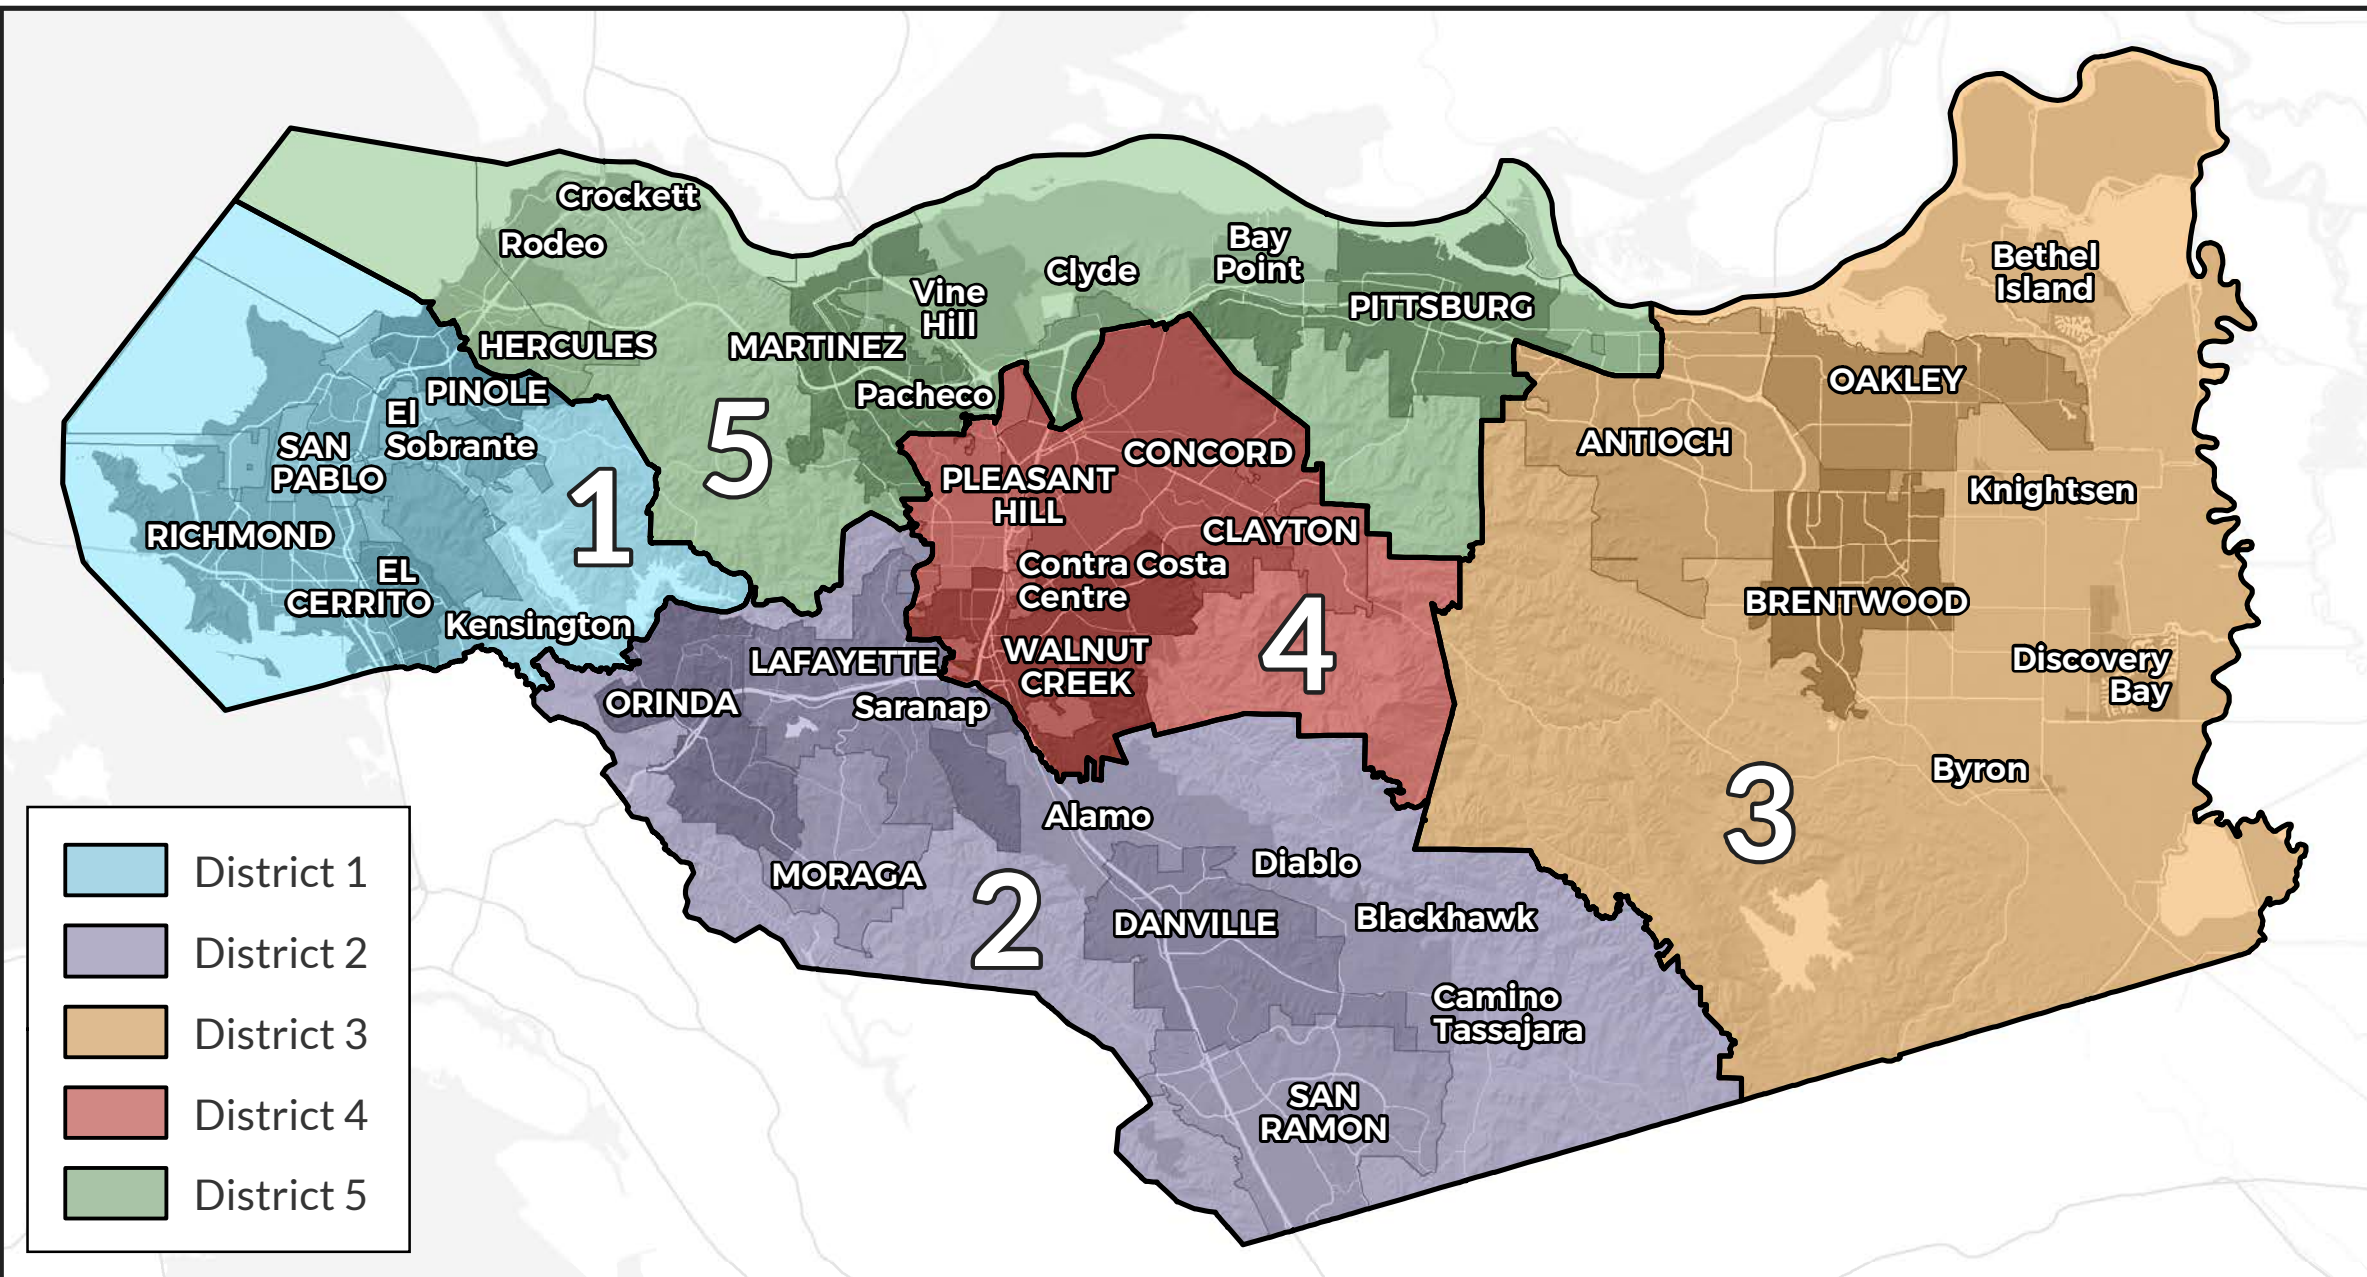 Crockett
Rodeo
HERCULES
MARTINEZ
Vine
Hill
Pacheco
Clyde
Bay
Point
PITTSBURG
5
PINOLE
El
Sobrante
SAN
PABLO
RICHMOND
EL
CERRITO
Kensington
1
PLEASANT
HILL
CONCORD
CLAYTON
Contra Costa
Centre
WALNUT
CREEK
4
Bethel
Island
OAKLEY
ANTIOCH
Knightsen
BRENTWOOD
Discovery
Bay
Byron
3
LAFAYETTE
ORINDA
Saranap
MORAGA
Alamo
Diablo
2
DANVILLE
Blackhawk
Camino
Tassajara
SAN
RAMON
District 1
District 2
District 3
District 4
District 5